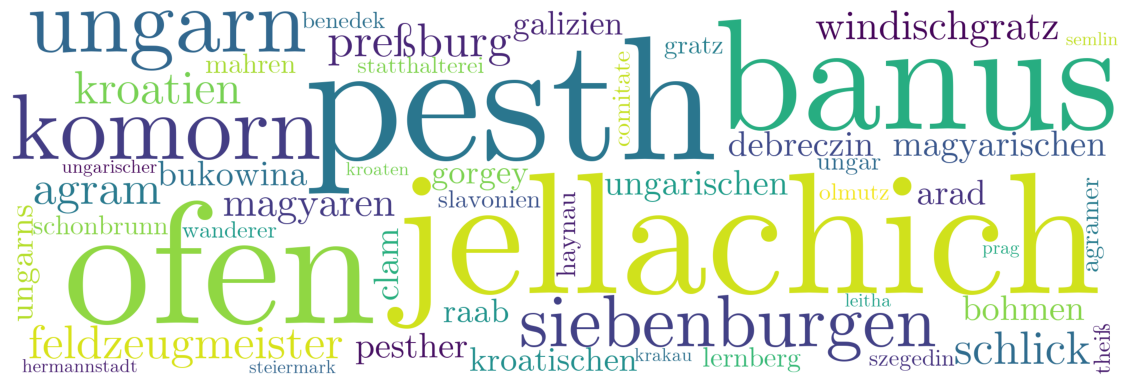 ungarn
benedek
preßburg
galizien
windischgratz
semlin
gratz
mahren
statthalterei
kroatien
comitate
pesth
banus
komorn
debreczin
magyarischen
ungar
ungarischer
bukowina
kroaten
gorgey
ungarischen
olmutz
arad
agram
magyaren
slavonien
haynau
agramer
ungarns
schonbrunn
wanderer
clam
ofen
jellachich
prag
raab
siebenburgen
leitha
bohmen
feldzeugmeister
pesther
kroatischen
krakau
lernberg
szegedin
schlick
theiß
hermannstadt
steiermark